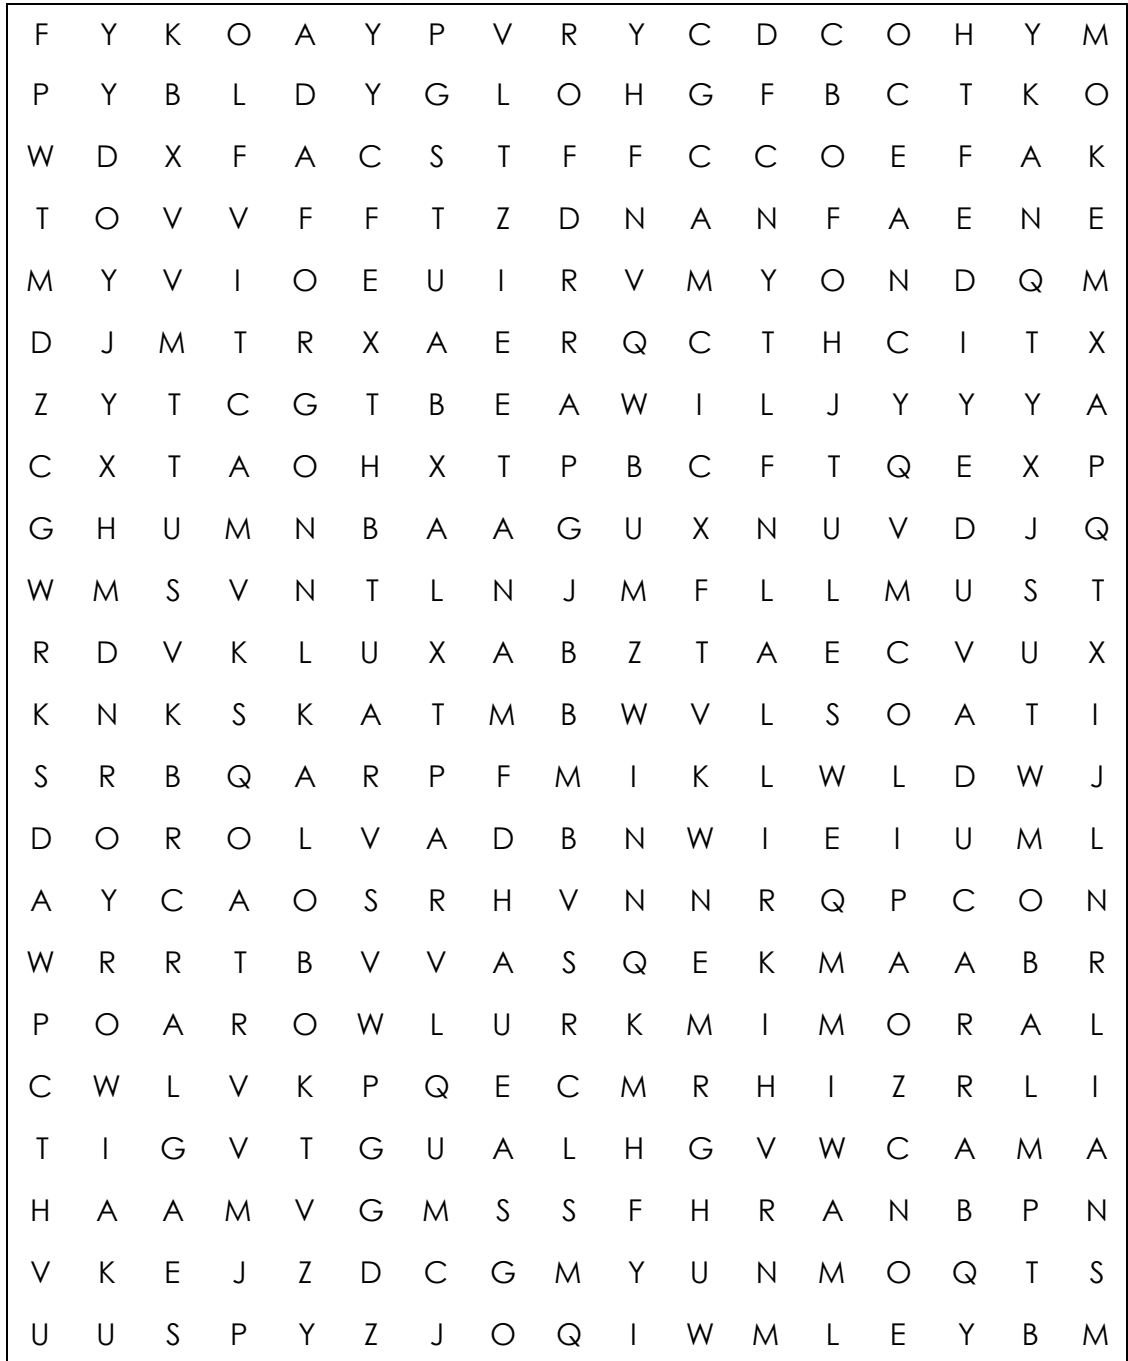 F Y K O A Y P V R Y C D C O H Y M
P Y B L D Y G L O H G F B C T K O
W D X F A C S T F F C C O E F A K
T O V V F F T Z D N A N F A E N E
M Y V I O E U I R V M Y O N D Q M
D J M T R X A E R Q C T H C I T X
Z Y T C G T B E A W I L J Y Y Y A
C X T A O H X T P B C F T Q E X P
G H U M N B A A G U X N U V D J Q
W M S V N T L N J M F L L M U S T
R D V K L U X A B Z T A E C V U X
K N K S K A T M B W V L S O A T I
S R B Q A R P F M I K L W L D W J
D O R O L V A D B N W I E I U M L
A Y C A O S R H V N N R Q P C O N
W R R T B V V A S Q E K M A A B R
P O A R O W L U R K M I M O R A L
C W L V K P Q E C M R H I Z R L I
T I G V T G U A L H G V W C A M A
H A A M V G M S S F H R A N B P N
V K E J Z D C G M Y U N M O Q T S
U U S P Y Z J O Q I W M L E Y B M